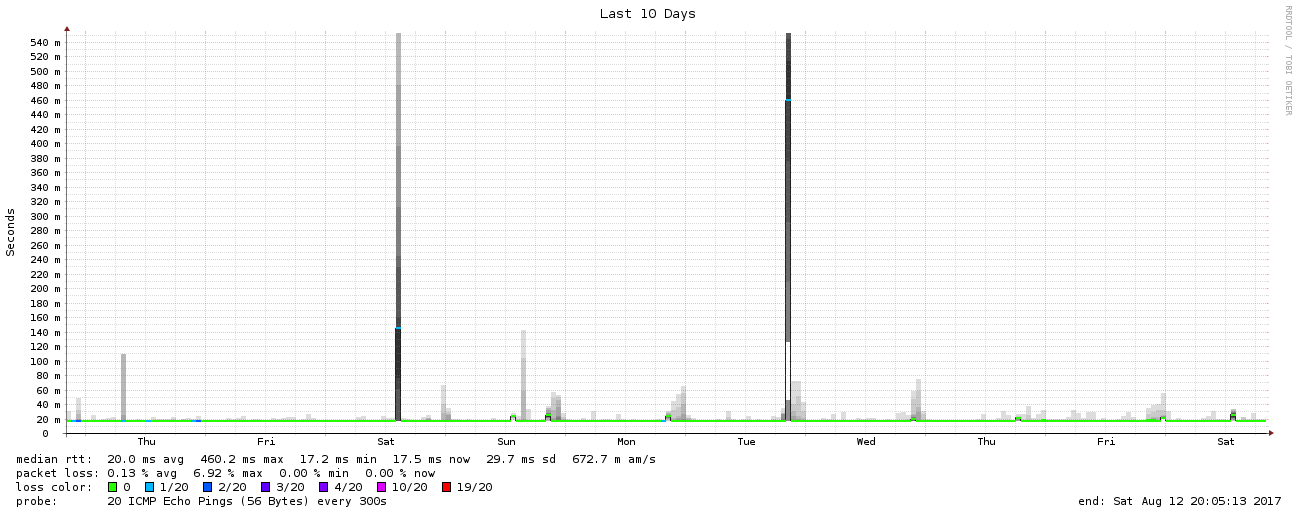 Last 10 Days
RRDTOOL / TOBI OETIKER
Seconds
540 m
520 m
500 m
480 m
460 m
440 m
420 m
400 m
380 m
360 m
340 m
320 m
300 m
280 m
260 m
240 m
220 m
200 m
180 m
160 m
140 m
120 m
100 m
80 m
60 m
40 m
20 m
0
Thu Fri Sat Sun Mon Tue Wed Thu Fri Sat
median rtt: 20.0 ms avg 460.2 ms max 17.2 ms min 17.5 ms now 29.7 ms sd 672.7 m am/s
packet loss: 0.13 % avg 6.92 % max 0.00 % min 0.00 % now
loss color: 0 1/20 2/20 3/20 4/20 10/20 19/20
probe: 20 ICMP Echo Pings (56 Bytes) every 300s end: Sat Aug 12 20:05:13 2017